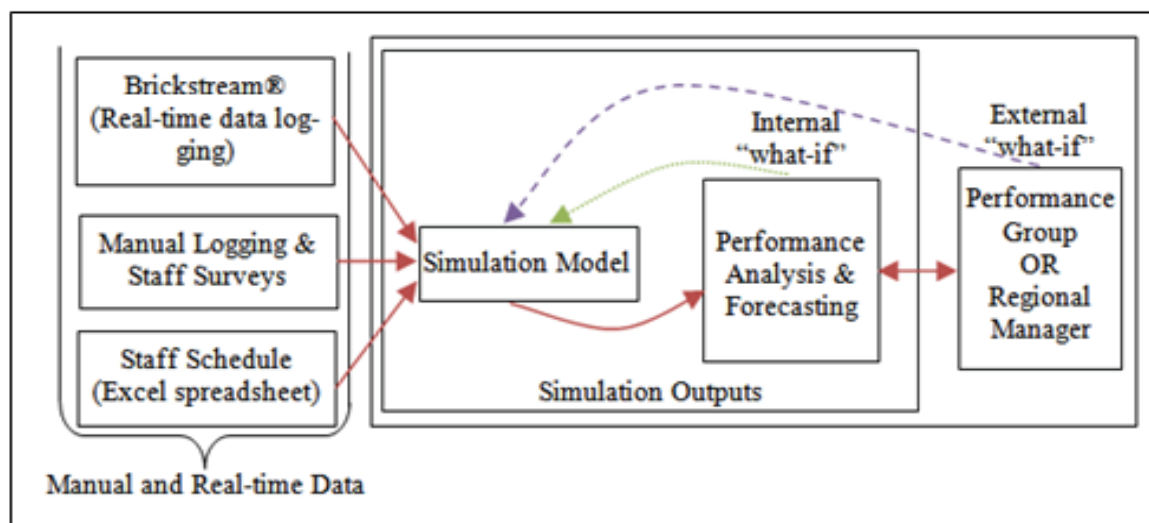 Brickstream®
(Real-time data log-
ging)
Manual Logging &
Staff Surveys
Staff Schedule
(Excel spreadsheet)
Manual and Real-time Data
Simulation Model
Internal
“what-if”
Performance
Analysis &
Forecasting
Simulation Outputs
External
“what-if”
Performance
Group
OR
Regional
Manager